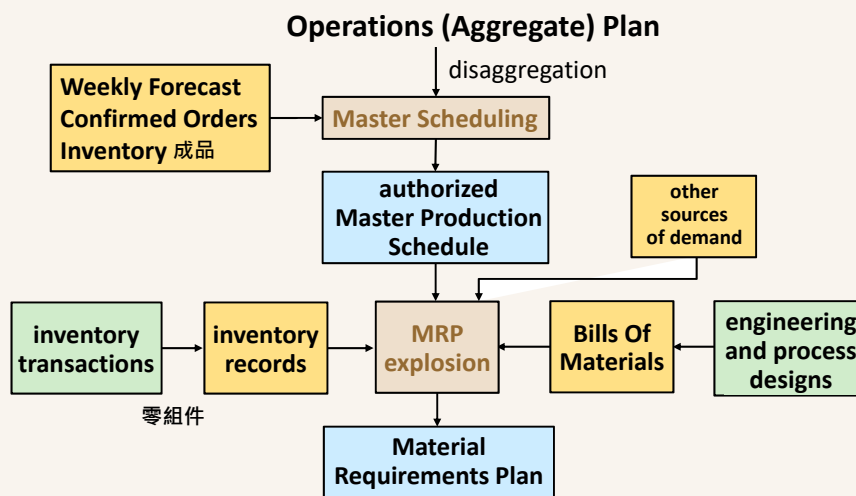 Operations (Aggregate) Plan
disaggregation
Weekly Forecast
Confirmed Orders
Inventory 成品
Master Scheduling
authorized
Master Production
Schedule
other
sources
of demand
inventory
transactions
inventory
records
MRP
explosion
Bills Of
Materials
engineering
and process
designs
零組件
Material
Requirements Plan